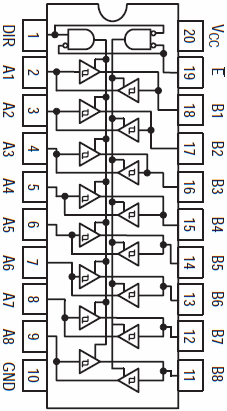 DIR 1 20 VCC
A1 2 19 E̅
A2 3 18 B1
A3 4 17 B2
A4 5 16 B3
A5 6 15 B4
A6 7 14 B5
A7 8 13 B6
A8 9 12 B7
GND 10 11 B8